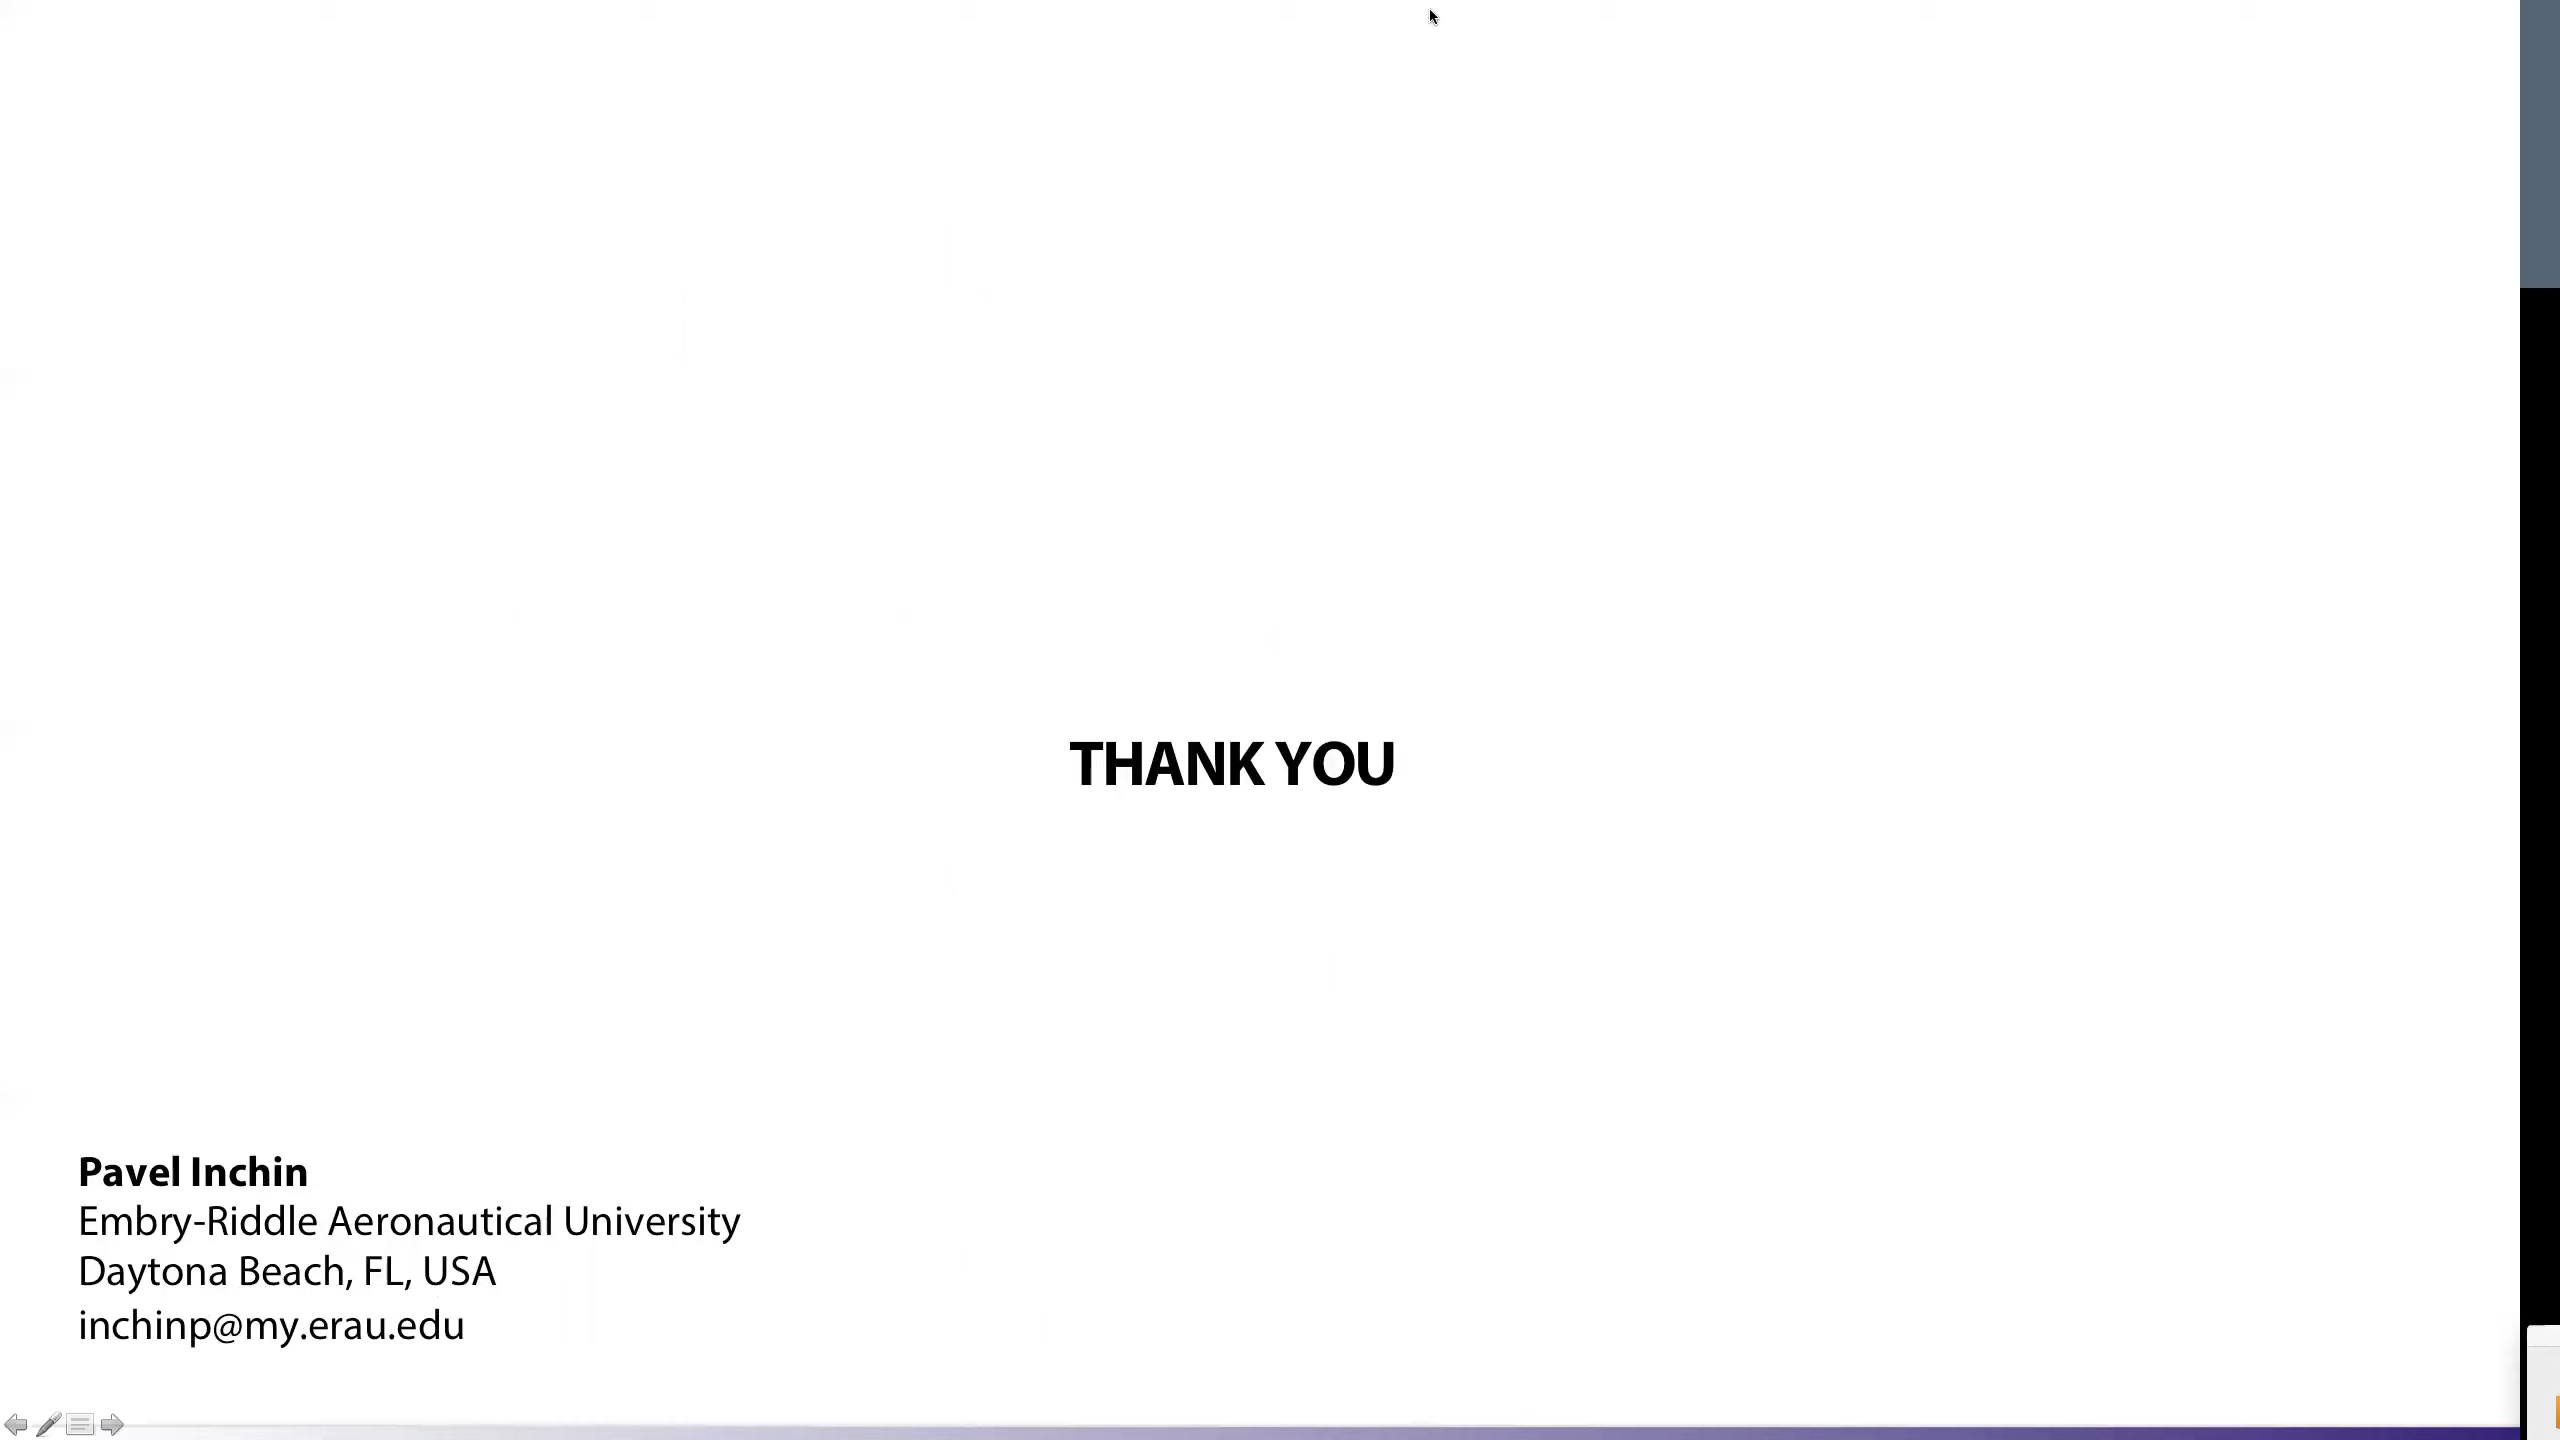 THANK YOU
Pavel Inchin
Embry-Riddle Aeronautical University
Daytona Beach, FL, USA
inchinp@my.erau.edu